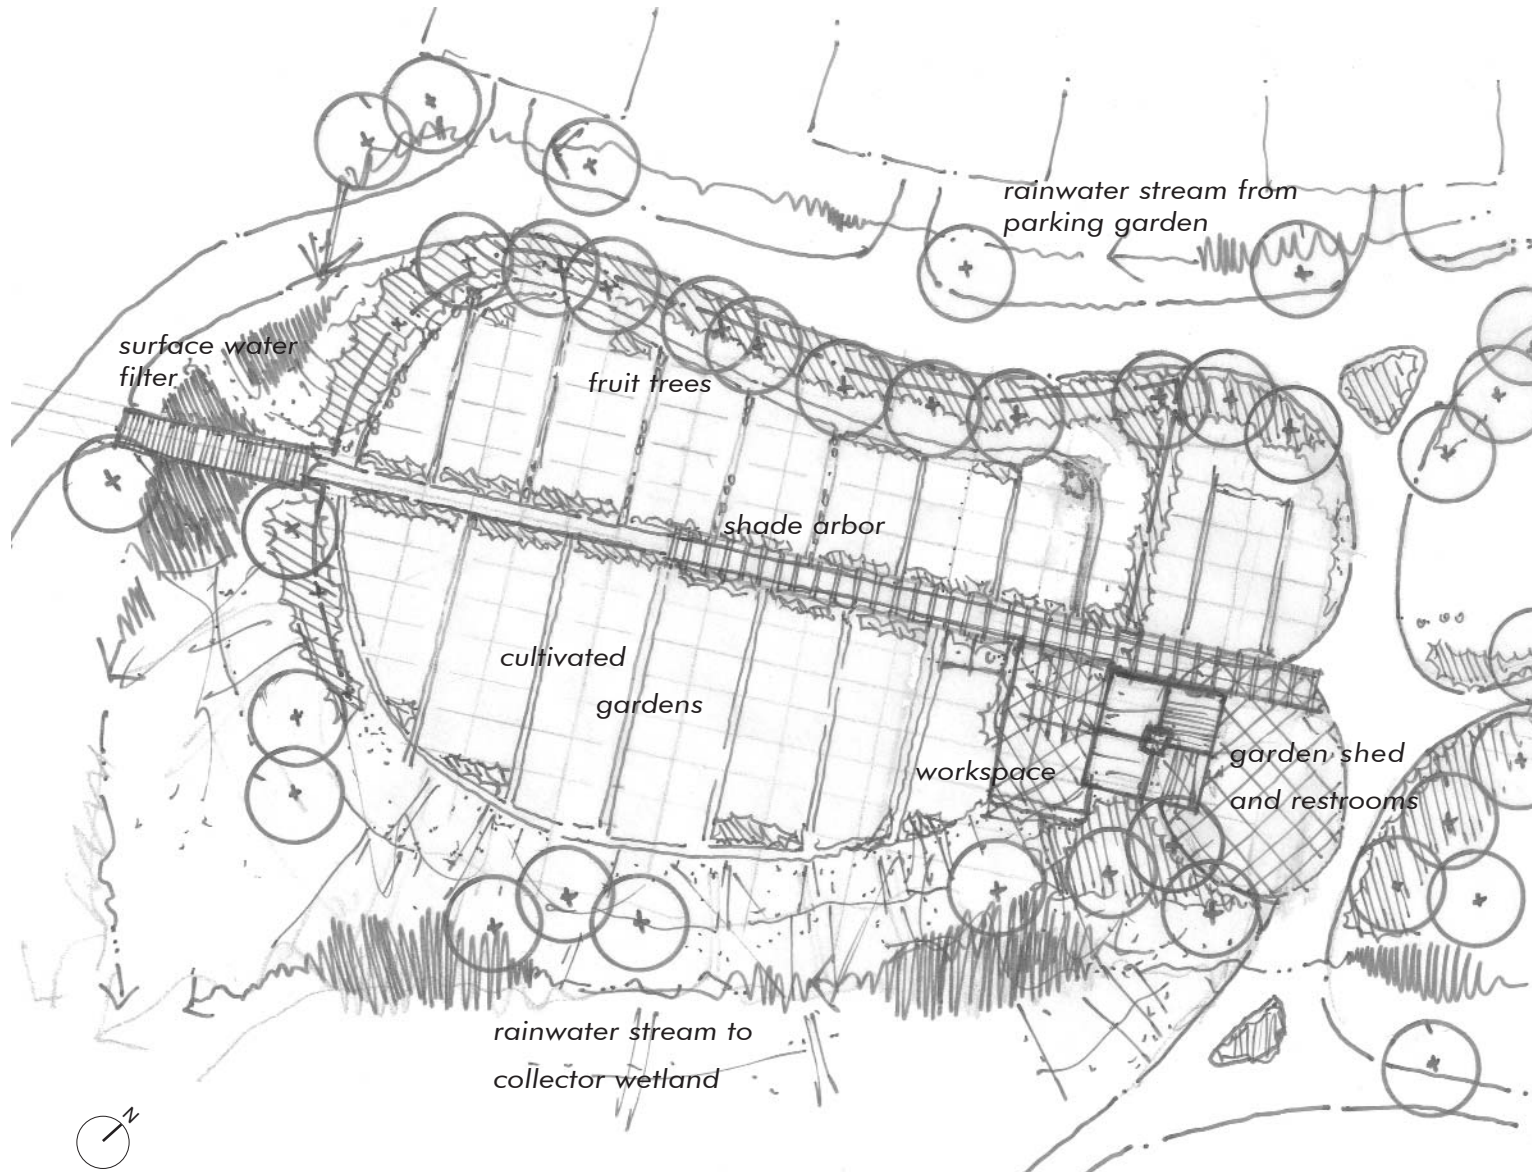 rainwater stream from
parking garden
surface water
filter
fruit trees
shade arbor
cultivated
gardens
workspace
garden shed
and restrooms
rainwater stream to
collector wetland
N